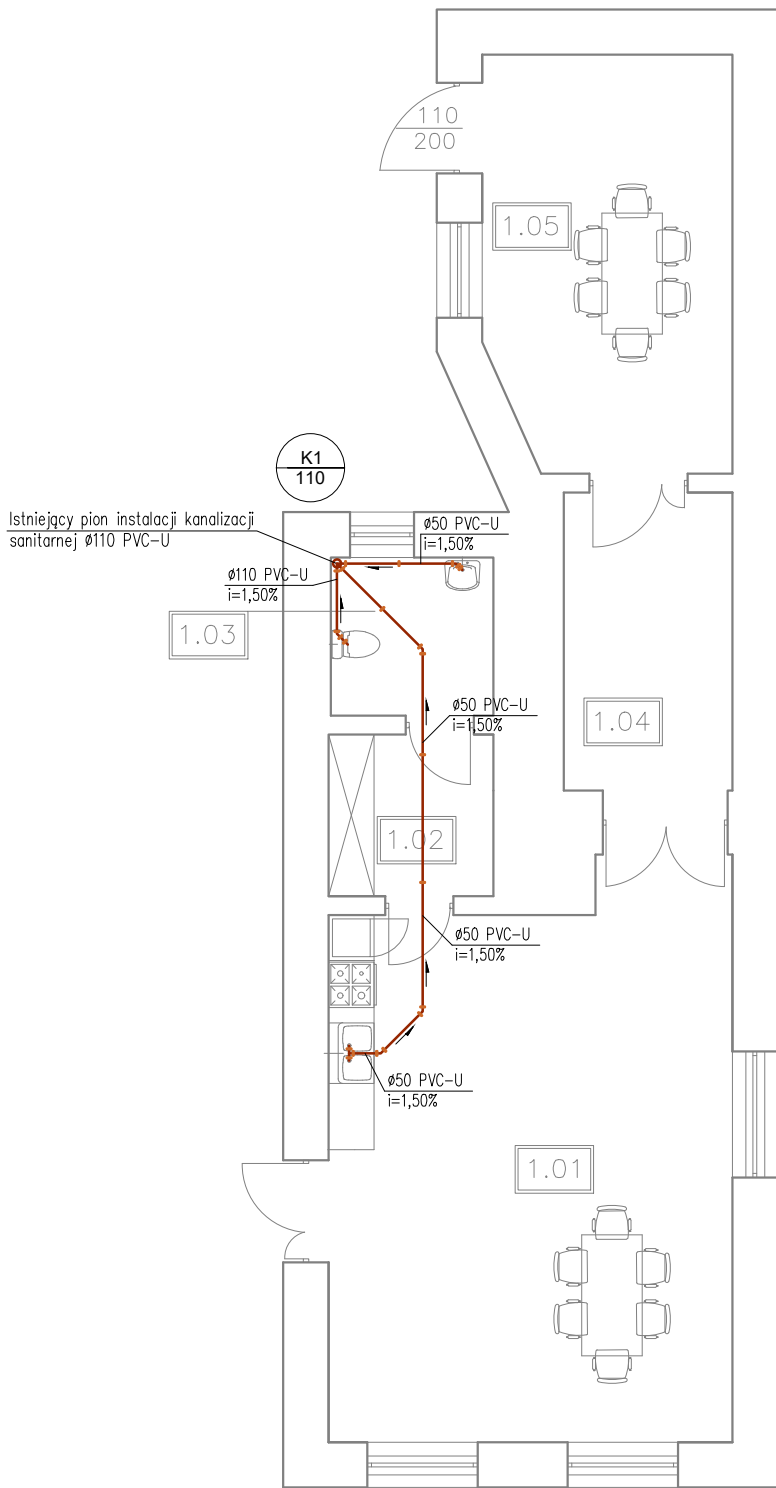 110
200
1.05
K1
110
Istniejący pion instalacji kanalizacji
sanitarnej ø110 PVC-U
ø50 PVC-U
i=1,50%
ø110 PVC-U
i=1,50%
1.03
ø50 PVC-U
i=1,50%
1.04
1.02
ø50 PVC-U
i=1,50%
ø50 PVC-U
i=1,50%
1.01